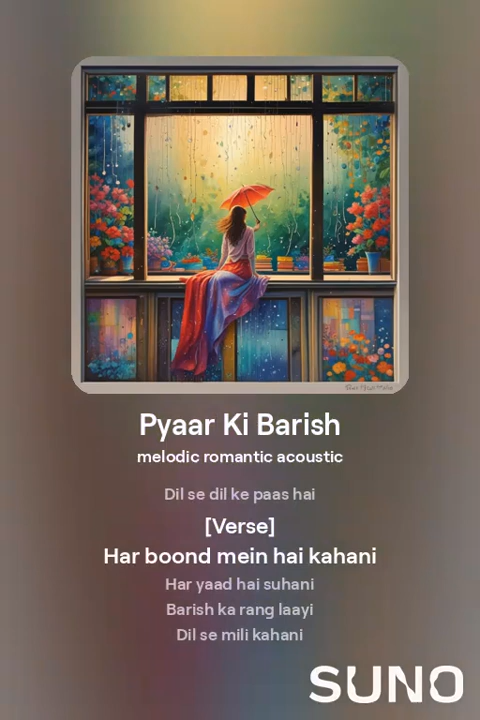 Pyaar Ki Barish
melodic romantic acoustic
Dil se dil ke paas hai
[Verse]
Har boond mein hai kahani
Har yaad hai suhani
Barish ka rang laayi
Dil se mili kahani
SUNO